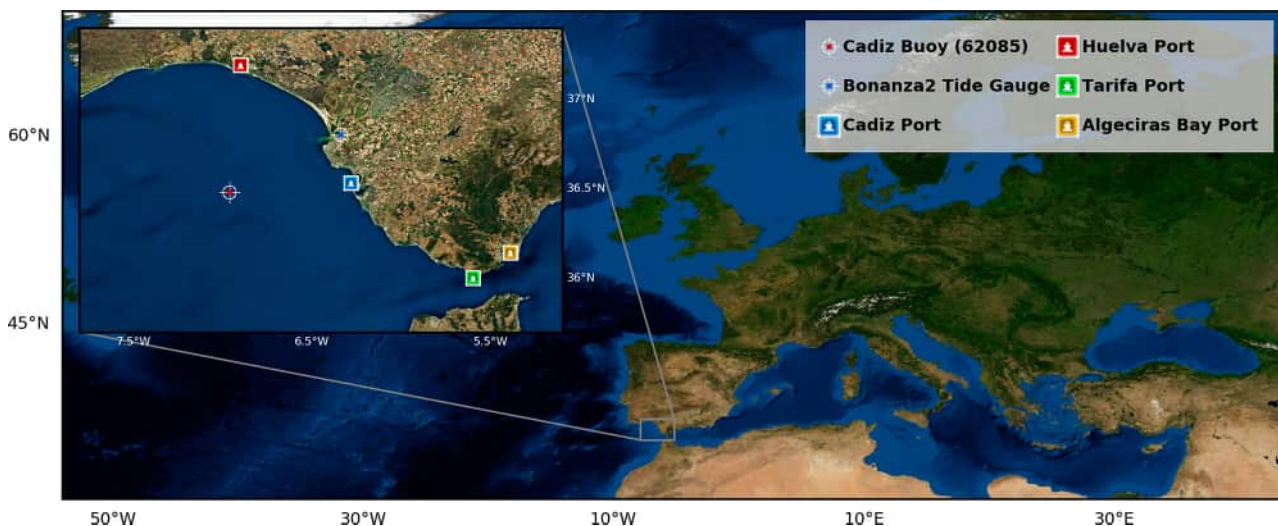 Cadiz Buoy (62085)
Bonanza2 Tide Gauge
Cadiz Port
Huelva Port
Tarifa Port
Algeciras Bay Port
37°N
36.5°N
36°N
7.5°W
6.5°W
5.5°W
60°N
45°N
50°W
30°W
10°W
10°E
30°E